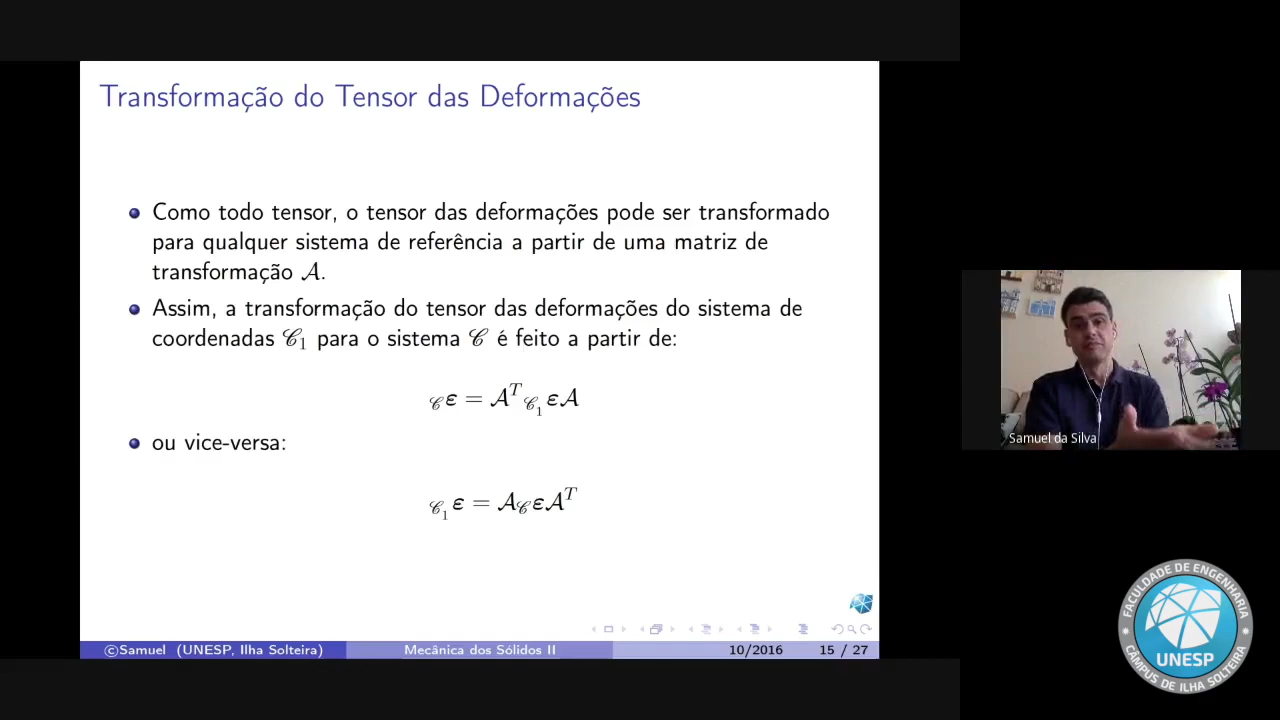 Transformação do Tensor das Deformações
Como todo tensor, o tensor das deformações pode ser transformado
para qualquer sistema de referência a partir de uma matriz de
transformação 𝒜.
Assim, a transformação do tensor das deformações do sistema de
coordenadas 𝒞₁ para o sistema 𝒞 é feito a partir de:
𝒞ε = 𝒜ᵀ𝒞₁ε𝒜
ou vice-versa:
𝒞₁ε = 𝒜𝒞ε𝒜ᵀ
©Samuel (UNESP, Ilha Solteira)
Mecânica dos Sólidos II
10/2016
15 / 27
Samuel da Silva
FACULDADE DE ENGENHARIA
UNESP
CÂMPUS DE ILHA SOLTEIRA